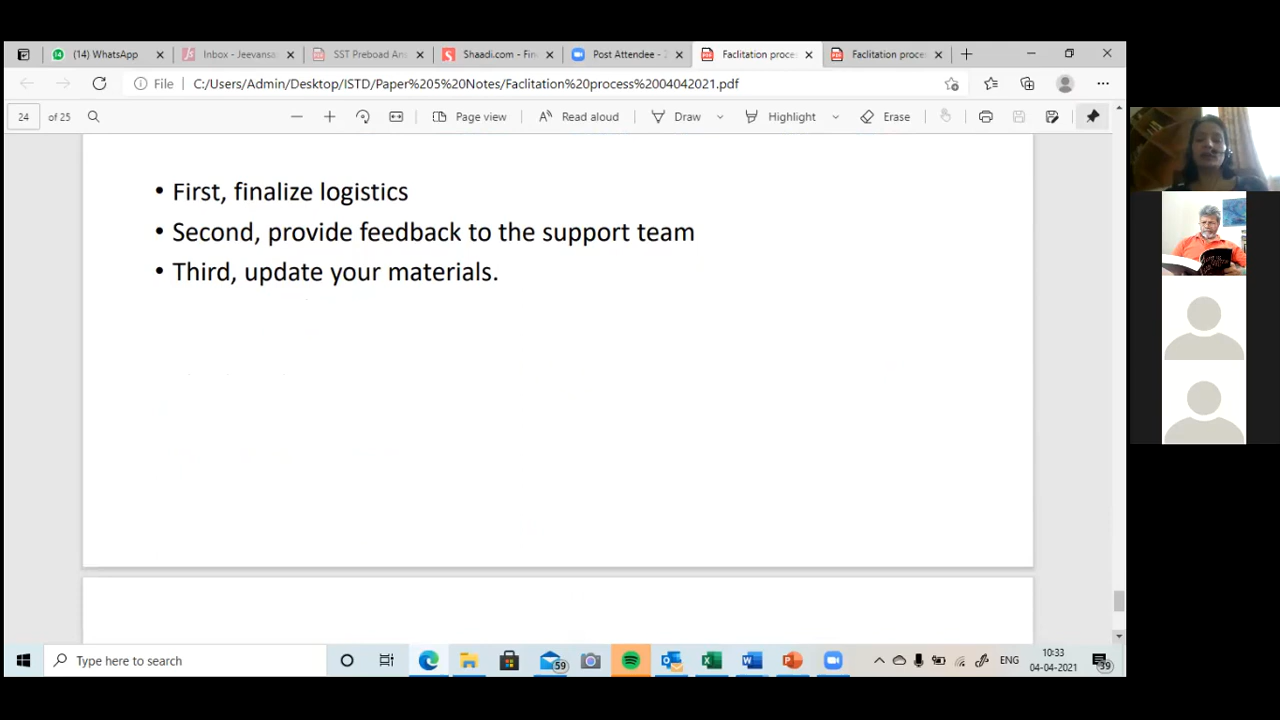 (14) WhatsApp
Inbox - Jeevansa
SST Preboad An
Shaadi.com - Fin
Post Attendee - Z
Faclitation proce
Faclitation proce
File
C:/Users/Admin/Desktop/ISTD/Paper%205%20Notes/Faclitation%20process%2004042021.pdf
24 of 25
Page view
Read aloud
Draw
Highlight
Erase
• First, finalize logistics
• Second, provide feedback to the support team
• Third, update your materials.
Type here to search
59
ENG
10:33
04-04-2021
39